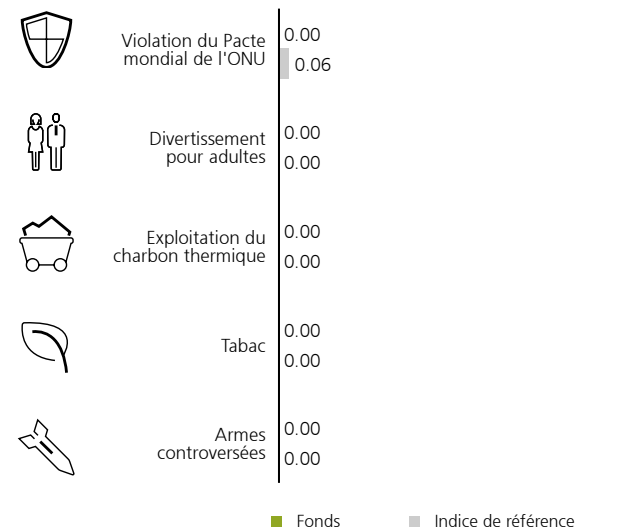 Violation du Pacte
mondial de l'ONU
0.00
0.06
Divertissement
pour adultes
0.00
0.00
Exploitation du
charbon thermique
0.00
0.00
Tabac
0.00
0.00
Armes
controversées
0.00
0.00
Fonds
Indice de référence